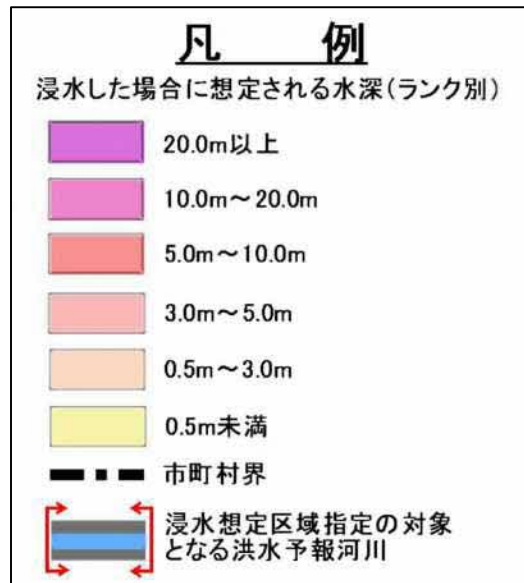 凡　例
浸水した場合に想定される水深(ランク別)
20.0m以上
10.0m～20.0m
5.0m～10.0m
3.0m～5.0m
0.5m～3.0m
0.5m未満
市町村界
浸水想定区域指定の対象
となる洪水予報河川